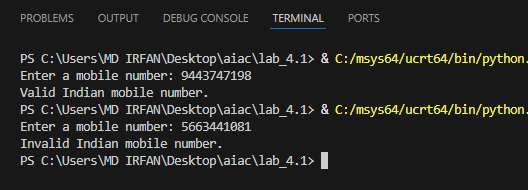 PROBLEMS OUTPUT DEBUG CONSOLE TERMINAL PORTS
PS C:\Users\MD IRFAN\Desktop\aiac\lab_4.1> & C:/msys64/ucrt64/bin/python.
Enter a mobile number: 9443747198
Valid Indian mobile number.
PS C:\Users\MD IRFAN\Desktop\aiac\lab_4.1> & C:/msys64/ucrt64/bin/python.
Enter a mobile number: 5663441081
Invalid Indian mobile number.
PS C:\Users\MD IRFAN\Desktop\aiac\lab_4.1>